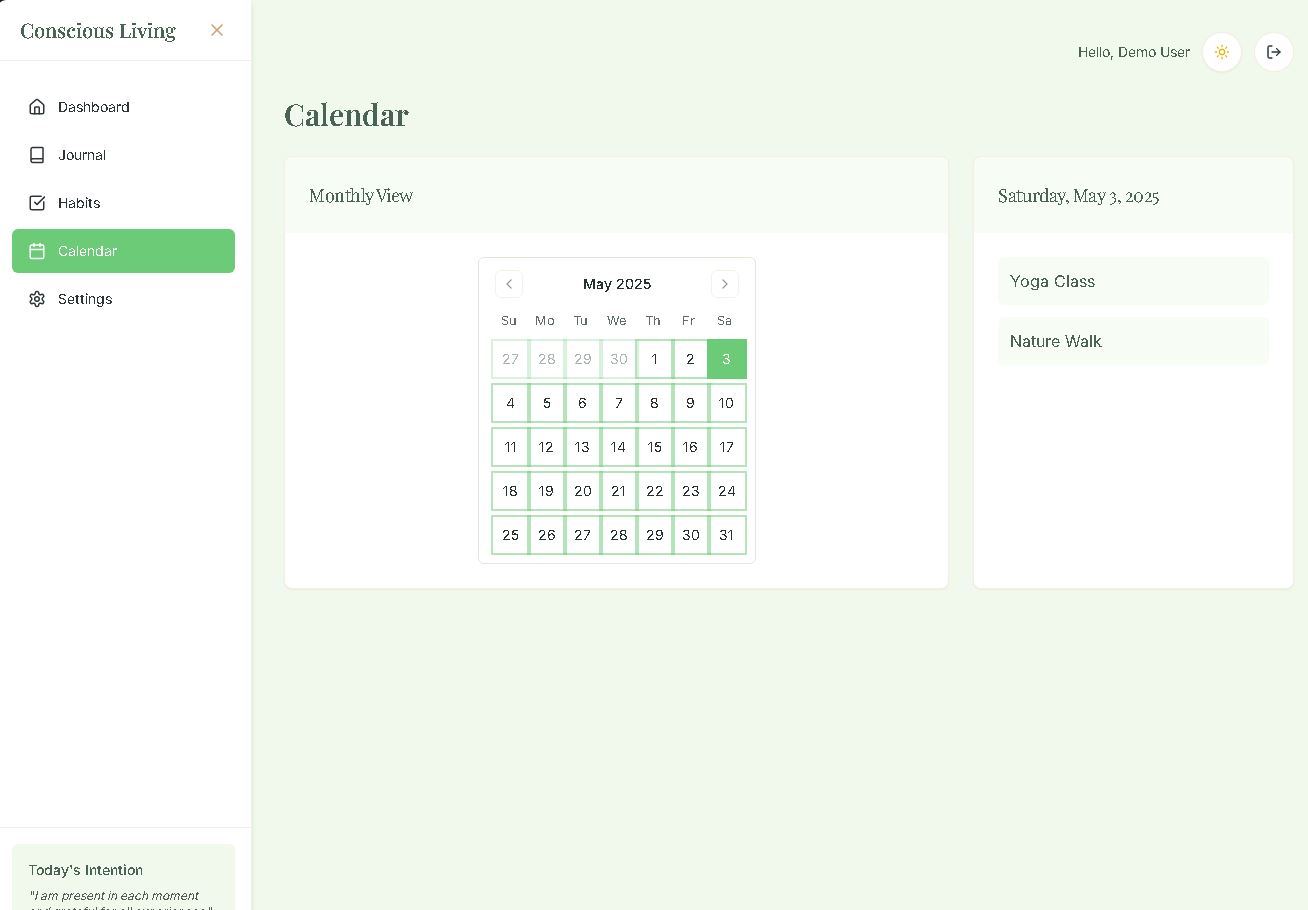 Conscious Living
Hello, Demo User
Dashboard
Journal
Habits
Calendar
Settings
Calendar
Monthly View
May 2025
Su Mo Tu We Th Fr Sa
27 28 29 30 1 2 3
4 5 6 7 8 9 10
11 12 13 14 15 16 17
18 19 20 21 22 23 24
25 26 27 28 29 30 31
Saturday, May 3, 2025
Yoga Class
Nature Walk
Today's Intention
"I am present in each moment